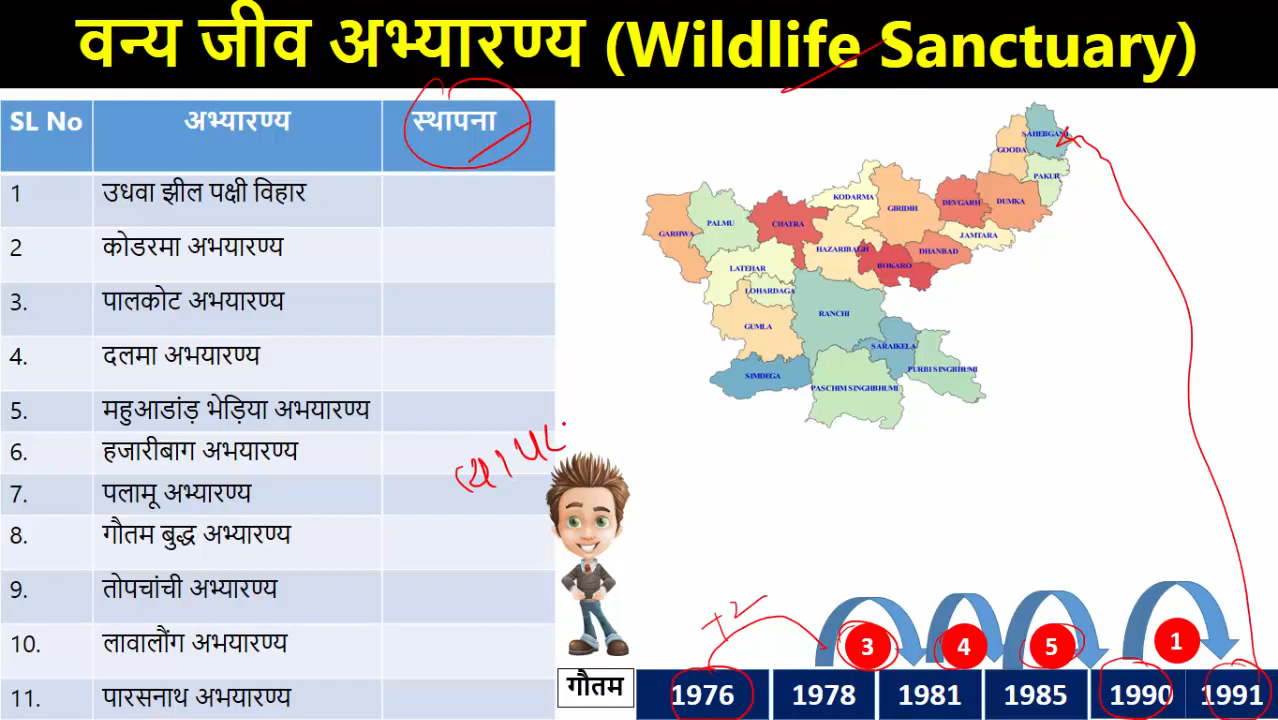 वन्य जीव अभ्यारण्य (Wildlife Sanctuary)
SL No अभ्यारण्य स्थापना
1 उधवा झील पक्षी विहार
2 कोडरमा अभयारण्य
3. पालकोट अभयारण्य
4. दलमा अभयारण्य
5. महुआडांड़ भेड़िया अभयारण्य
6. हजारीबाग अभयारण्य
7. पलामू अभ्यारण्य
8. गौतम बुद्ध अभ्यारण्य
9. तोपचांची अभ्यारण्य
10. लावालौंग अभयारण्य
11. पारसनाथ अभयारण्य
SAHEBGANJ
GOODA
PAKUR
KODARMA
GIRIDIH
DEVGARH
DUMKA
GARHWA
PALMU
CHATRA
JAMTARA
HAZARIBAGH
DHANBAD
LATEHAR
BOKARO
LOHARDAGA
RANCHI
GUMLA
SARAIKELA
SIMDEGA
PURBI SINGBHUMI
PASCHIM SINGHBHUMI
+2
3 4 5 1
गौतम
1976 1978 1981 1985 1990 1991